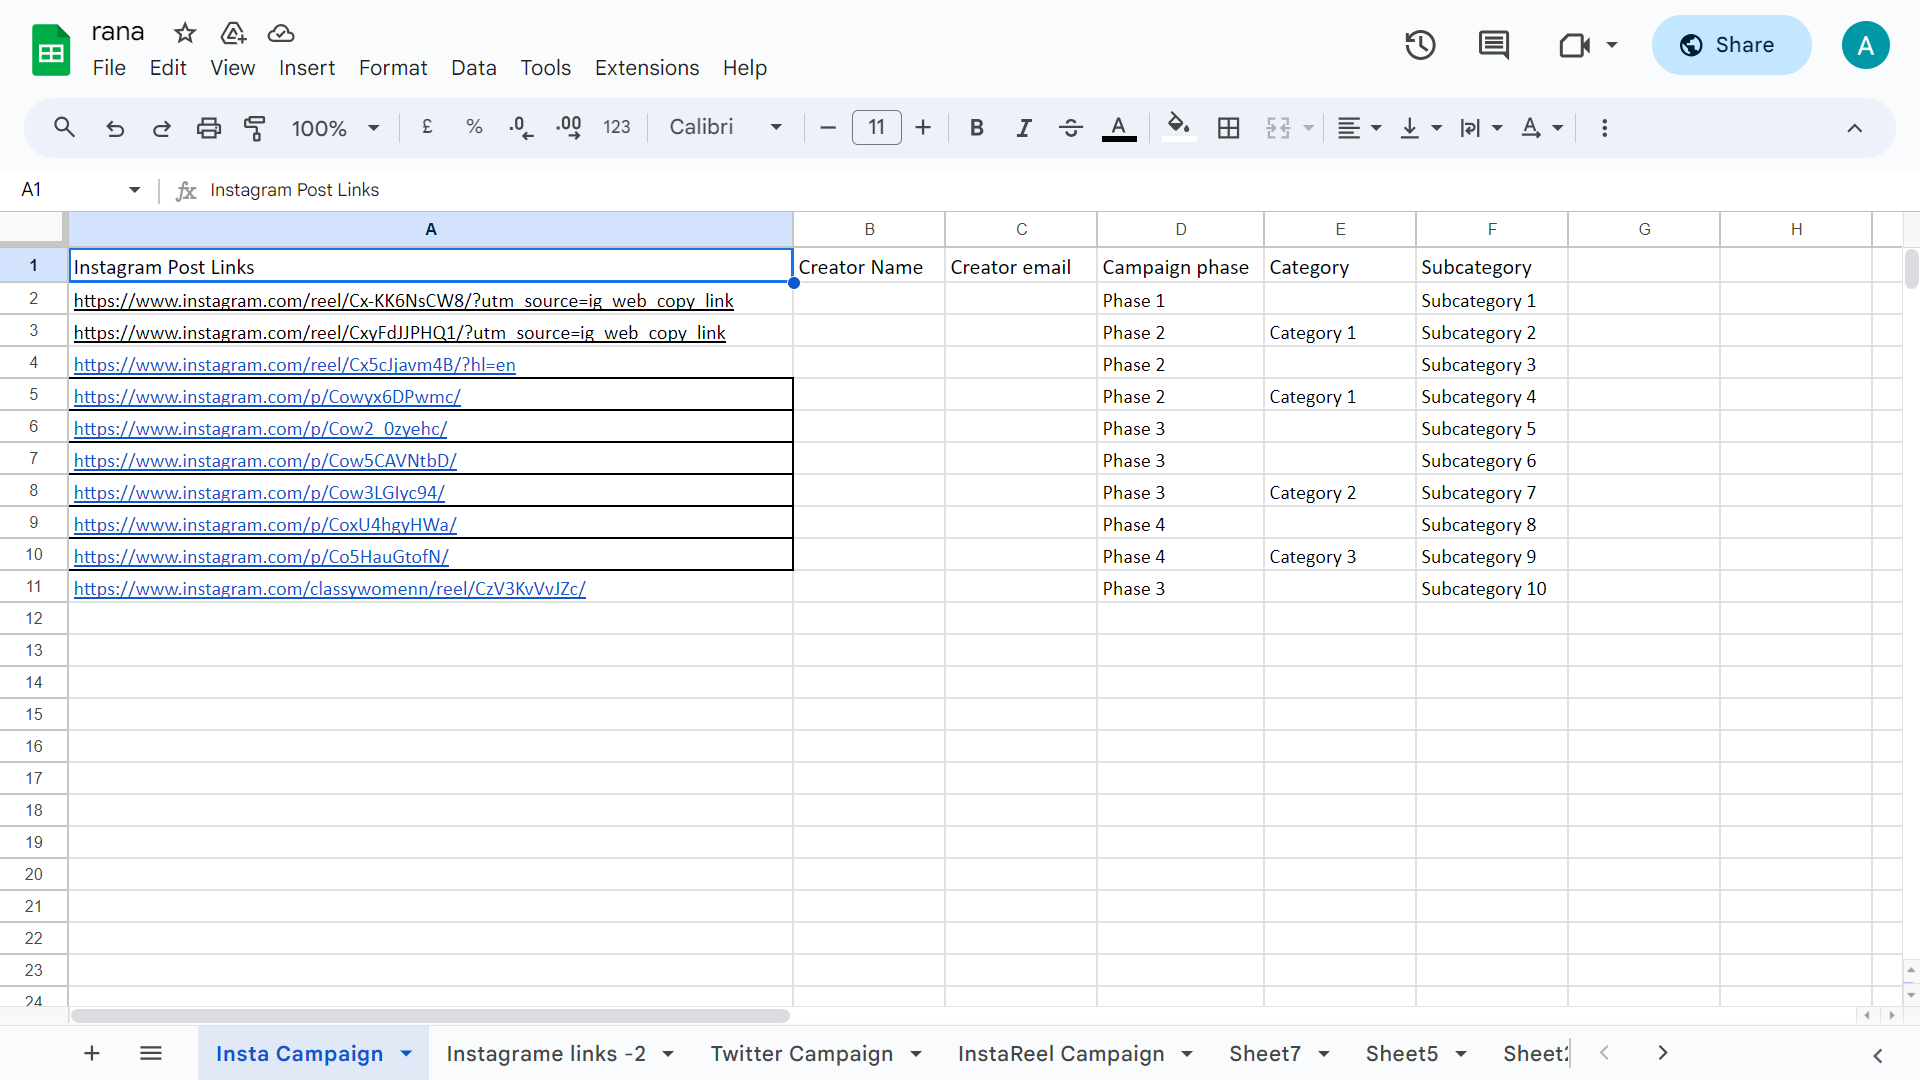 rana
File Edit View Insert Format Data Tools Extensions Help
Share
A
100% £ % .0 .00 123 Calibri 11 B I A A
A1 fx Instagram Post Links
A B C D E F G H
1 Instagram Post Links Creator Name Creator email Campaign phase Category Subcategory
2 https://www.instagram.com/reel/Cx-KK6NsCW8/?utm_source=ig_web_copy_link Phase 1 Subcategory 1
3 https://www.instagram.com/reel/CxyFdJJPHQ1/?utm_source=ig_web_copy_link Phase 2 Category 1 Subcategory 2
4 https://www.instagram.com/reel/Cx5cJjavm4B/?hl=en Phase 2 Subcategory 3
5 https://www.instagram.com/p/Cowyx6DPwmc/ Phase 2 Category 1 Subcategory 4
6 https://www.instagram.com/p/Cow2_0zyehc/ Phase 3 Subcategory 5
7 https://www.instagram.com/p/Cow5CAVNtbD/ Phase 3 Subcategory 6
8 https://www.instagram.com/p/Cow3LGIyc94/ Phase 3 Category 2 Subcategory 7
9 https://www.instagram.com/p/CoxU4hgyHWa/ Phase 4 Subcategory 8
10 https://www.instagram.com/p/Co5HauGtofN/ Phase 4 Category 3 Subcategory 9
11 https://www.instagram.com/classywomenn/reel/CzV3KvVvJZc/ Phase 3 Subcategory 10
12
13
14
15
16
17
18
19
20
21
22
23
24
Insta Campaign Instagrame links -2 Twitter Campaign InstaReel Campaign Sheet7 Sheet5 Sheet